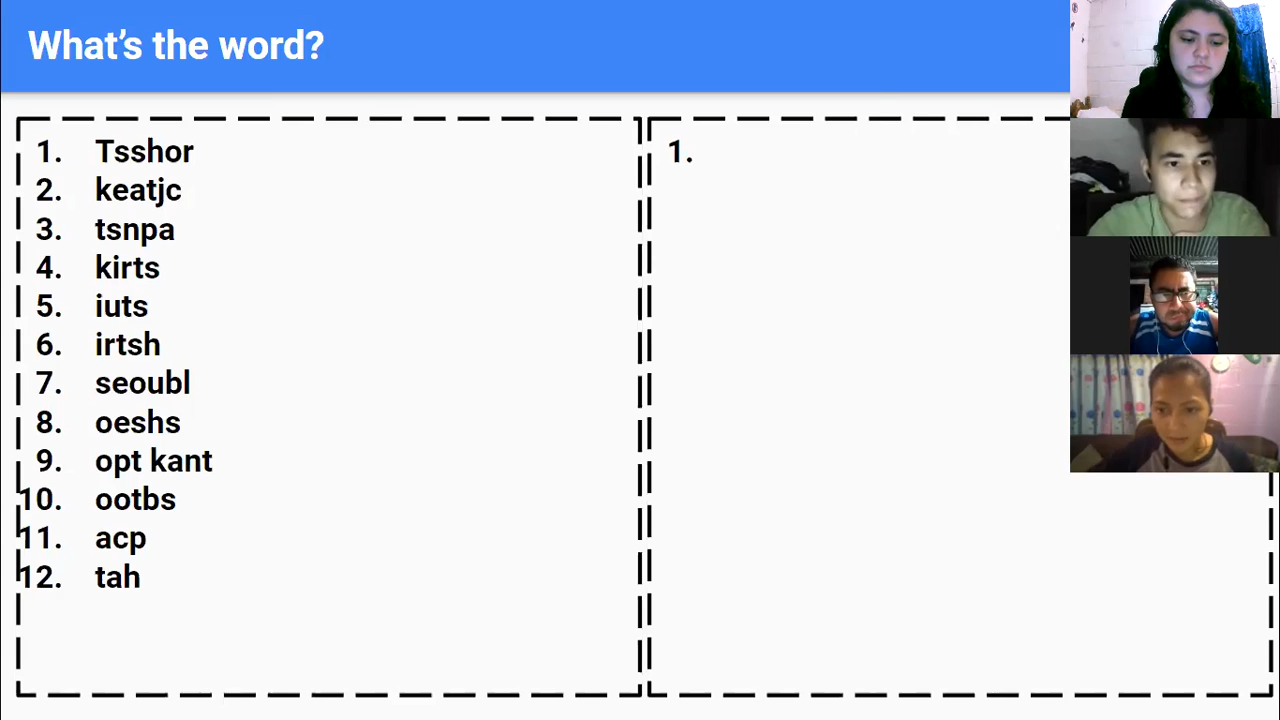 What's the word?
1. Tsshor
2. keatjc
3. tsnpa
4. kirts
5. iuts
6. irtsh
7. seoubl
8. oeshs
9. opt kant
10. ootbs
11. acp
12. tah
1.